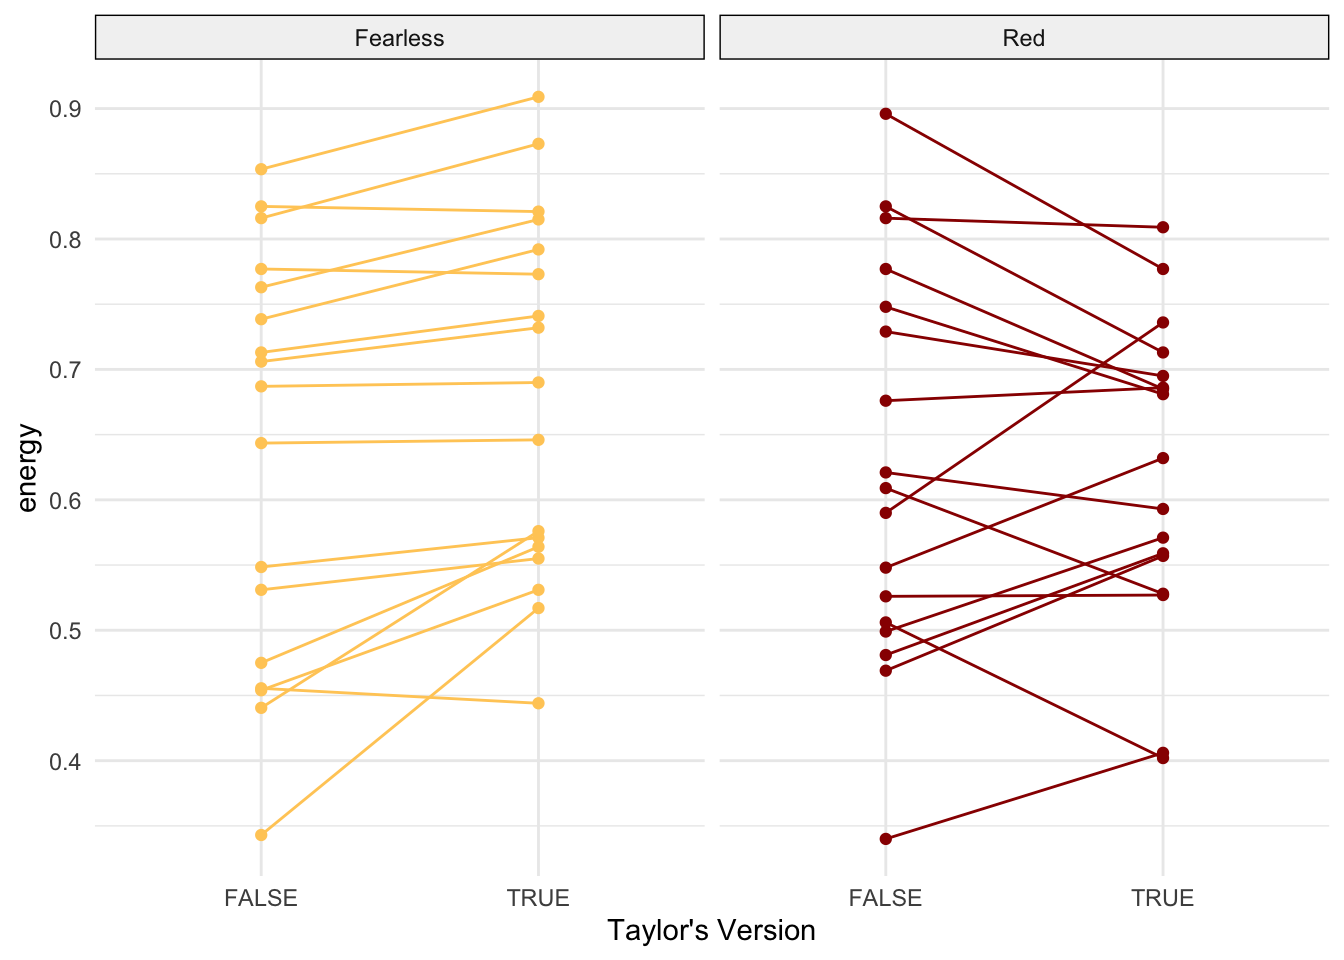 Fearless
Red
energy
0.9
0.8
0.7
0.6
0.5
0.4
FALSE
TRUE
FALSE
TRUE
Taylor's Version